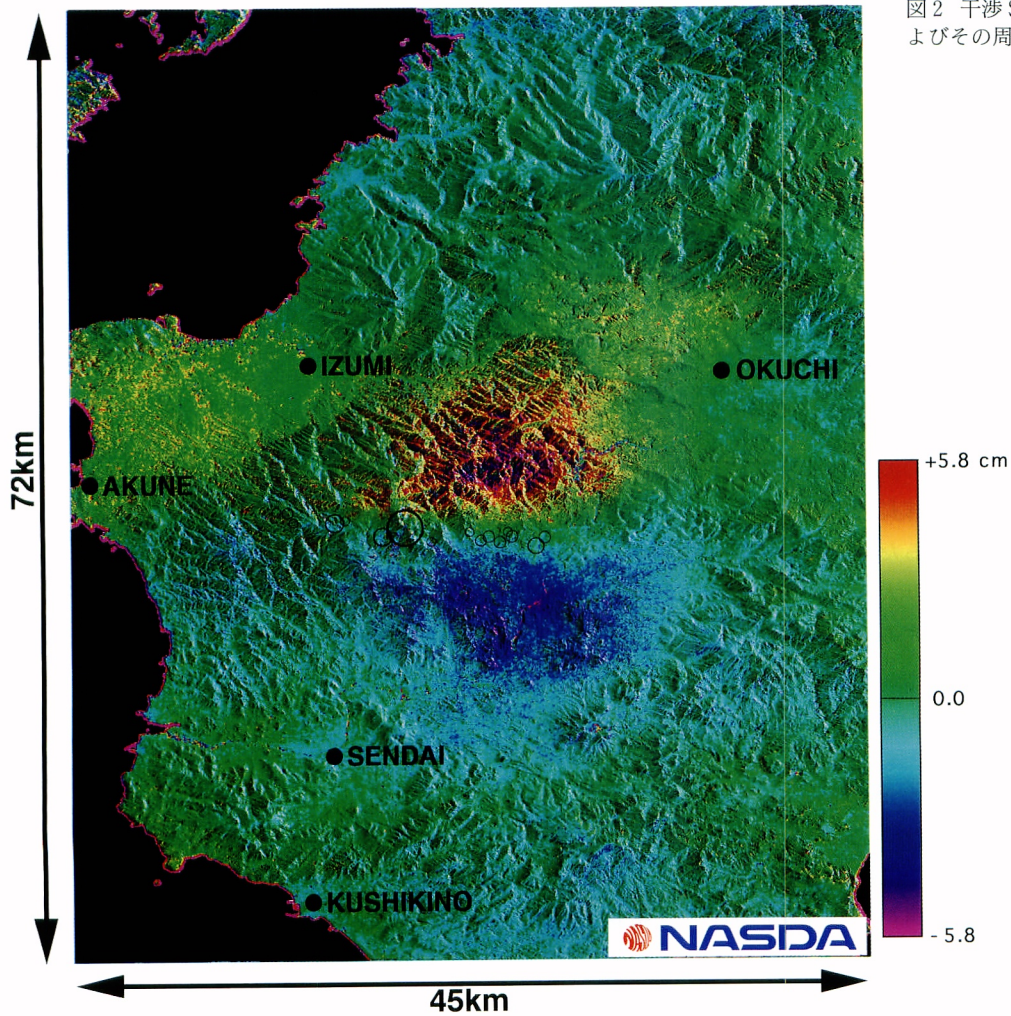 図2 干渉S
よびその周
IZUMI
OKUCHI
72km
+5.8 cm
AKUNE
0.0
SENDAI
KUSHIKINO
NASDA
- 5.8
45km